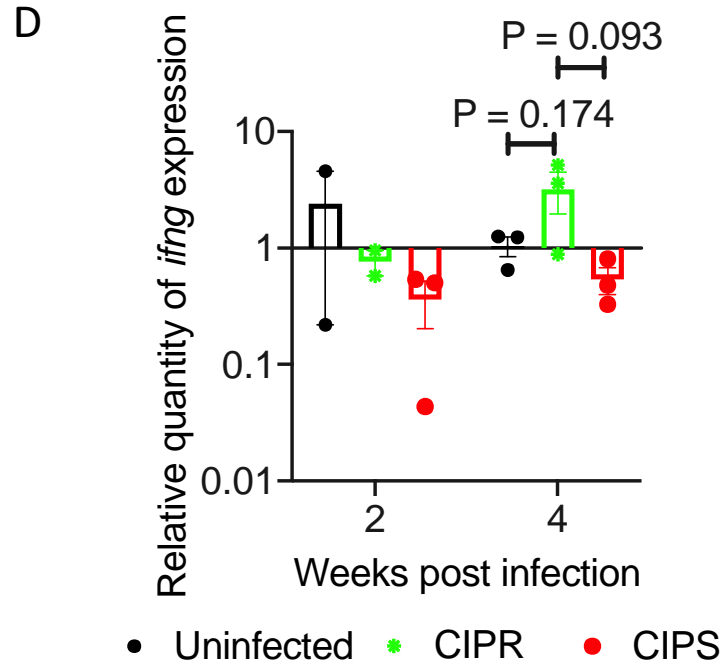 D
P = 0.093
P = 0.174
Relative quantity of ifng expression
10
1
0.1
0.01
2 4
Weeks post infection
Uninfected CIPR CIPS